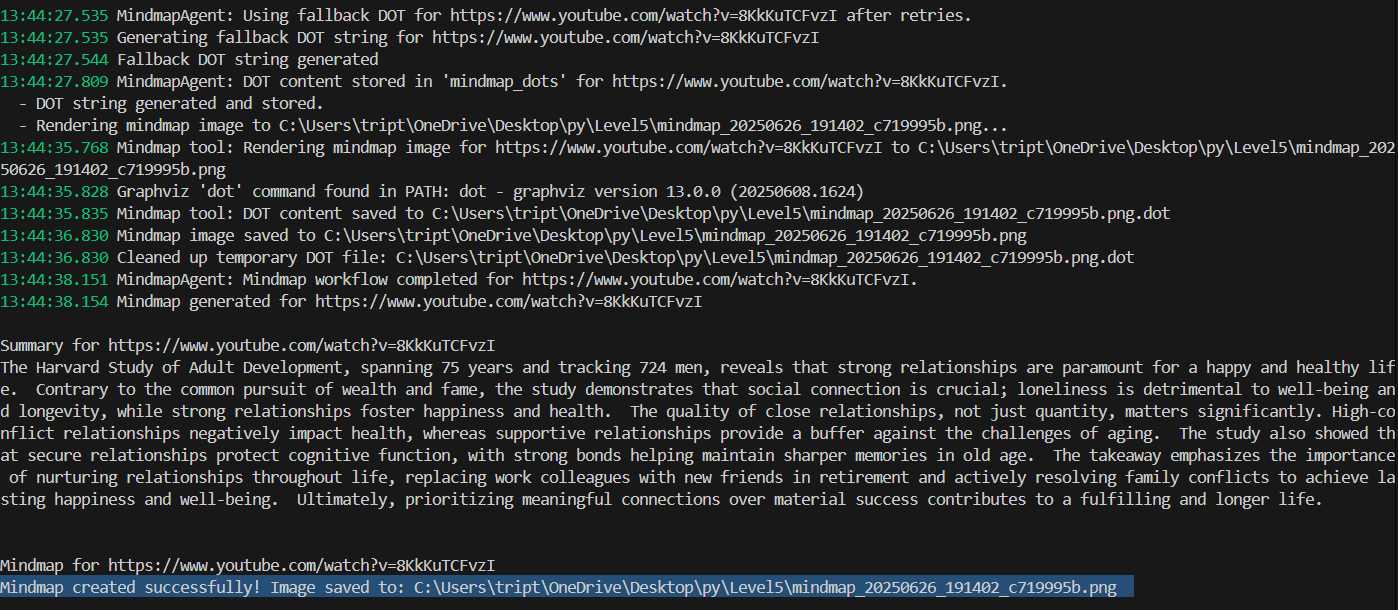 13:44:27.535 MindmapAgent: Using fallback DOT for https://www.youtube.com/watch?v=8KkKuTCFvzI after retries.
13:44:27.535 Generating fallback DOT string for https://www.youtube.com/watch?v=8KkKuTCFvzI
13:44:27.544 Fallback DOT string generated
13:44:27.809 MindmapAgent: DOT content stored in 'mindmap_dots' for https://www.youtube.com/watch?v=8KkKuTCFvzI.
  - DOT string generated and stored.
  - Rendering mindmap image to C:\Users\tript\OneDrive\Desktop\py\Level5\mindmap_20250626_191402_c719995b.png...
13:44:35.768 Mindmap tool: Rendering mindmap image for https://www.youtube.com/watch?v=8KkKuTCFvzI to C:\Users\tript\OneDrive\Desktop\py\Level5\mindmap_202
50626_191402_c719995b.png
13:44:35.828 Graphviz 'dot' command found in PATH: dot - graphviz version 13.0.0 (20250608.1624)
13:44:35.835 Mindmap tool: DOT content saved to C:\Users\tript\OneDrive\Desktop\py\Level5\mindmap_20250626_191402_c719995b.png.dot
13:44:36.830 Mindmap image saved to C:\Users\tript\OneDrive\Desktop\py\Level5\mindmap_20250626_191402_c719995b.png
13:44:36.830 Cleaned up temporary DOT file: C:\Users\tript\OneDrive\Desktop\py\Level5\mindmap_20250626_191402_c719995b.png.dot
13:44:38.151 MindmapAgent: Mindmap workflow completed for https://www.youtube.com/watch?v=8KkKuTCFvzI.
13:44:38.154 Mindmap generated for https://www.youtube.com/watch?v=8KkKuTCFvzI
Summary for https://www.youtube.com/watch?v=8KkKuTCFvzI
The Harvard Study of Adult Development, spanning 75 years and tracking 724 men, reveals that strong relationships are paramount for a happy and healthy lif
e.  Contrary to the common pursuit of wealth and fame, the study demonstrates that social connection is crucial; loneliness is detrimental to well-being an
d longevity, while strong relationships foster happiness and health.  The quality of close relationships, not just quantity, matters significantly. High-co
nflict relationships negatively impact health, whereas supportive relationships provide a buffer against the challenges of aging.  The study also showed th
at secure relationships protect cognitive function, with strong bonds helping maintain sharper memories in old age.  The takeaway emphasizes the importance
 of nurturing relationships throughout life, replacing work colleagues with new friends in retirement and actively resolving family conflicts to achieve la
sting happiness and well-being.  Ultimately, prioritizing meaningful connections over material success contributes to a fulfilling and longer life.
Mindmap for https://www.youtube.com/watch?v=8KkKuTCFvzI
Mindmap created successfully! Image saved to: C:\Users\tript\OneDrive\Desktop\py\Level5\mindmap_20250626_191402_c719995b.png